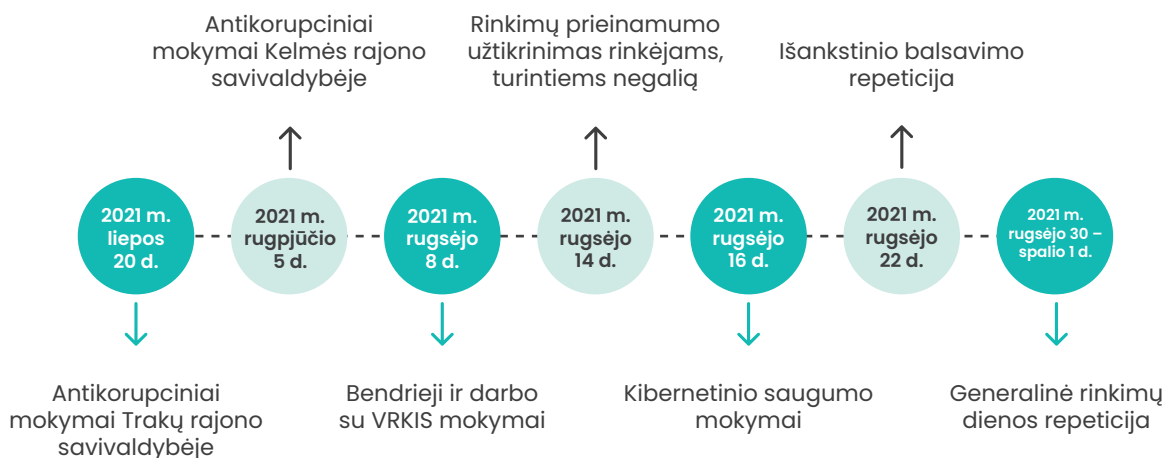 Antikorupciniai
mokymai Kelmės rajono
savivaldybėje
Rinkimų prieinamumo
užtikrinimas rinkėjams,
turintiems negalią
Išankstinio balsavimo
repeticija
2021 m.
liepos
20 d.
2021 m.
rugpjūčio
5 d.
2021 m.
rugsėjo
8 d.
2021 m.
rugsėjo
14 d.
2021 m.
rugsėjo
16 d.
2021 m.
rugsėjo
22 d.
2021 m.
rugsėjo 30 –
spalio 1 d.
Antikorupciniai
mokymai Trakų rajono
savivaldybėje
Bendrieji ir darbo
su VRKIS mokymai
Kibernetinio saugumo
mokymai
Generalinė rinkimų
dienos repeticija